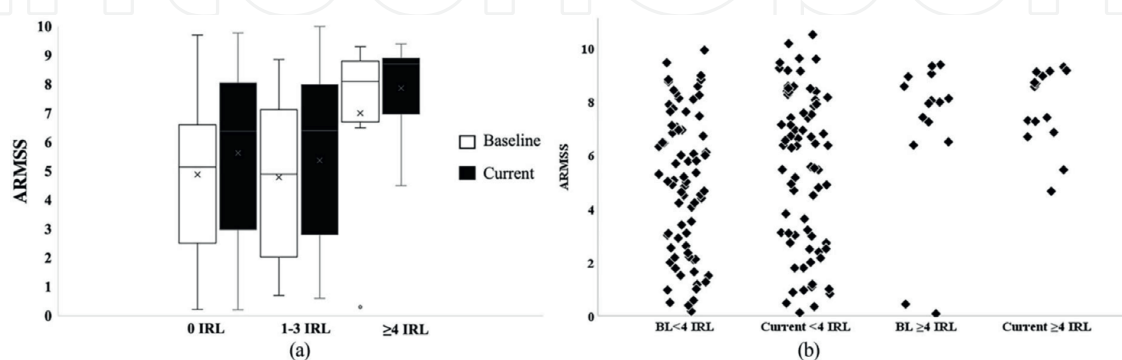 10
9
8
7
6
5
4
3
2
1
0
ARMSS
0 IRL
1-3 IRL
≥4 IRL
Baseline
Current
(a)
10
8
6
4
2
0
ARMSS
BL<4 IRL
Current <4 IRL
BL ≥4 IRL
Current ≥4 IRL
(b)